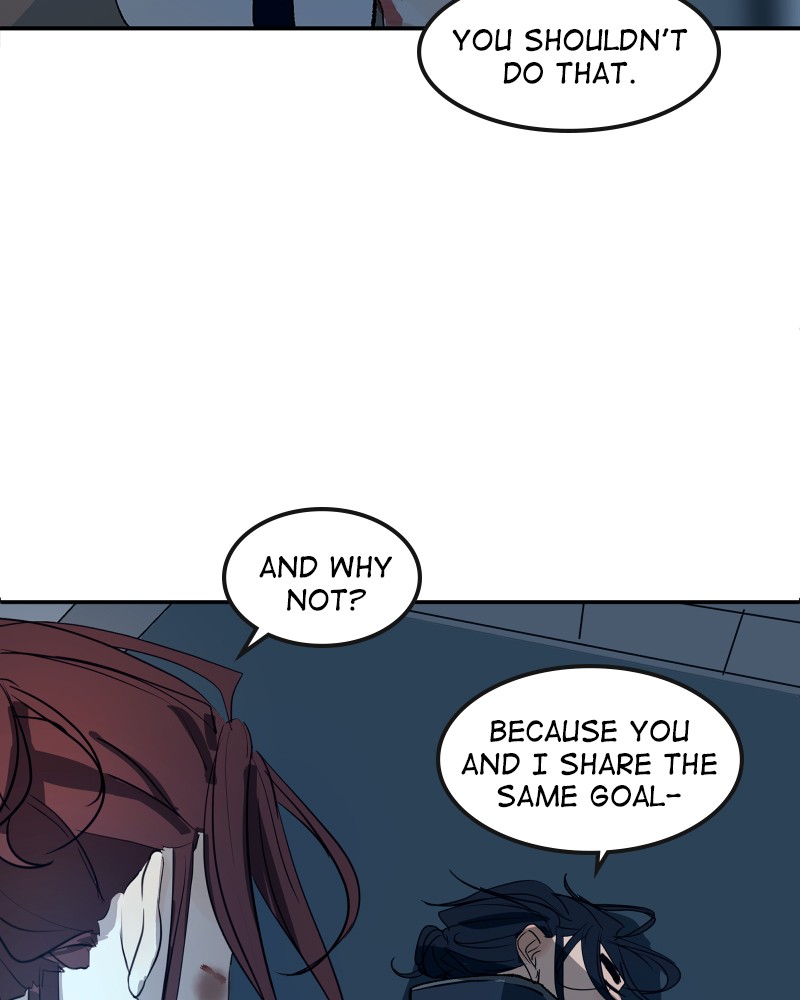 YOU SHOULDN'T
DO THAT.
AND WHY
NOT?
BECAUSE YOU
AND I SHARE THE
SAME GOAL-